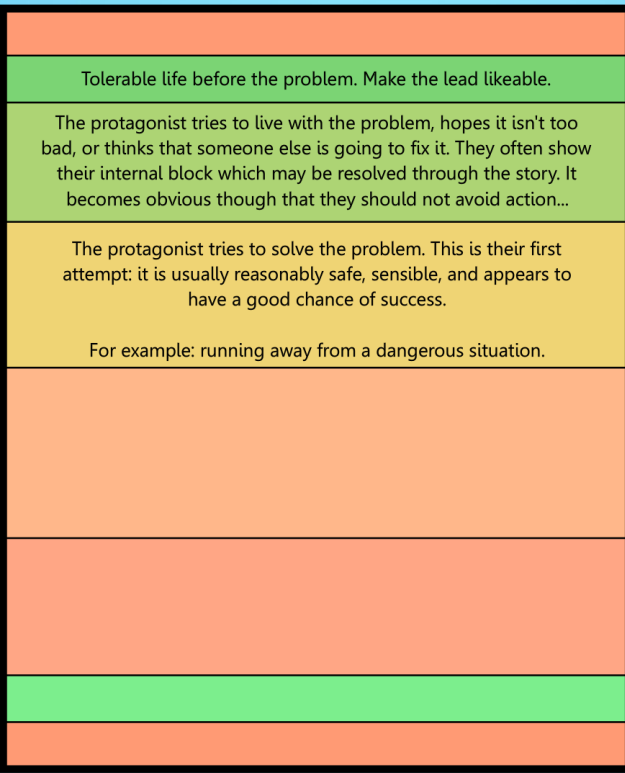 Tolerable life before the problem. Make the lead likeable.
The protagonist tries to live with the problem, hopes it isn't too
bad, or thinks that someone else is going to fix it. They often show
their internal block which may be resolved through the story. It
becomes obvious though that they should not avoid action...
The protagonist tries to solve the problem. This is their first
attempt: it is usually reasonably safe, sensible, and appears to
have a good chance of success.
For example: running away from a dangerous situation.